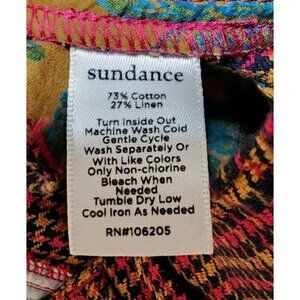 sundance
73% Cotton
27% Linen
Turn Inside Out
Machine Wash Cold
Gentle Cycle
Wash Separately Or
With Like Colors
Only Non-chlorine
Bleach When
Needed
Tumble Dry Low
Cool Iron As Needed
RN#106205